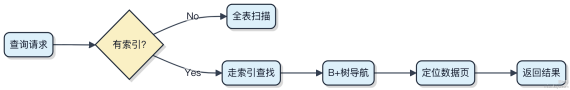 查询请求
有索引?
No
全表扫描
Yes
走索引查找
B+树导航
定位数据页
返回结果